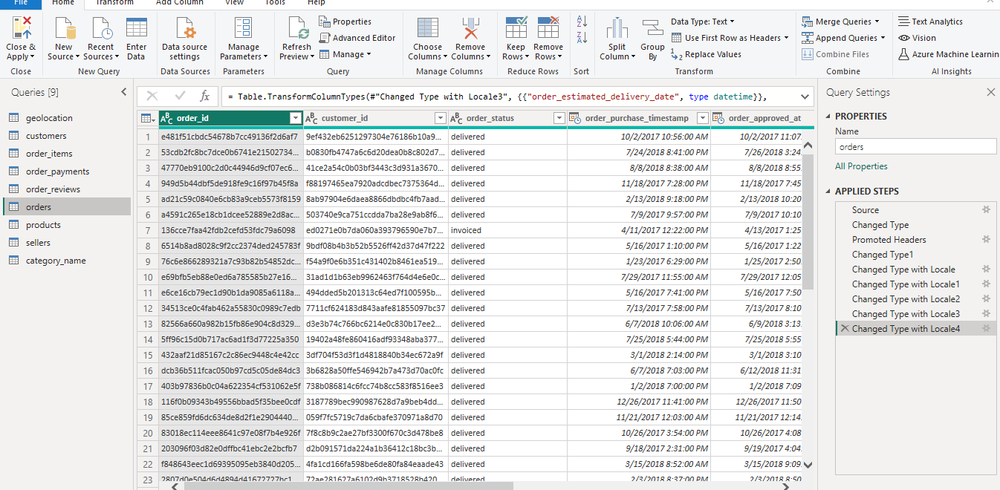 File Home Transform Add Column View Tools Help
Close & Apply
New Source
Recent Sources
Enter Data
Data source settings
Manage Parameters
Refresh Preview
Properties
Advanced Editor
Manage
Choose Columns
Remove Columns
Keep Rows
Remove Rows
Split Column
Group By
Data Type: Text
Use First Row as Headers
Replace Values
Merge Queries
Append Queries
Combine Files
Text Analytics
Vision
Azure Machine Learnin
Close New Query Data Sources Parameters Query Manage Columns Reduce Rows Sort Transform Combine AI Insights
Queries [9]
geolocation
customers
order_items
order_payments
order_reviews
orders
products
sellers
category_name
= Table.TransformColumnTypes(#"Changed Type with Locale3", {{"order_estimated_delivery_date", type datetime}},
order_id customer_id order_status order_purchase_timestamp order_approved_at
1 e481f51cbdc54678b7cc49136f2d6af7 9ef432eb6251297304e76186b10a9... delivered 10/2/2017 10:56:00 AM 10/2/2017 11:07
2 53cdb2fc8bc7dce0b6741e21502734... b0830fb4747a6c6d20dea0b8c802d7... delivered 7/24/2018 8:41:00 PM 7/26/2018 3:24
3 47770eb9100c2d0c44946d9cf07ec6... 41ce2a54c0b03bf3443c3d931a3670... delivered 8/8/2018 8:38:00 AM 8/8/2018 8:55
4 949d5b44dbf5de918fe9c16f97b45f8a f88197465ea7920adcdbec7375364d... delivered 11/18/2017 7:28:00 PM 11/18/2017 7:45
5 ad21c59c0840e6cb83a9ceb5573f8159 8ab97904e6daea8866dbdbc4fb7aad... delivered 2/13/2018 9:18:00 PM 2/13/2018 10:20
6 a4591c265e18cb1dcee52889e2d8ac... 503740e9ca751ccdda7ba28e9ab8f6... delivered 7/9/2017 9:57:00 PM 7/9/2017 10:10
7 136cce7faa42fdb2cefd53fdc79a6098 ed0271e0b7da060a393796590e7b7... invoiced 4/11/2017 12:22:00 PM 4/13/2017 1:25
8 6514b8ad8028c9f2cc2374ded245783f 9bdf08b4b3b52b5526ff42d37d47f222 delivered 5/16/2017 1:10:00 PM 5/16/2017 1:22
9 76c6e866289321a7c93b82b54852dc... f54a9f0e6b351c431402b8461ea519... delivered 1/23/2017 6:29:00 PM 1/25/2017 2:50
10 e69bfb5eb88e0ed6a785585b27e16... 31ad1d1b63eb9962463f764d4e6e0c... delivered 7/29/2017 11:55:00 AM 7/29/2017 12:05
11 e6ce16cb79ec1d90b1da9085a6118a... 494dded5b201313c64ed7f100595b... delivered 5/16/2017 7:41:00 PM 5/16/2017 7:50
12 34513ce0c4fab462a55830c0989c7edb 7711cf624183d843aafe81855097bc37 delivered 7/13/2017 7:58:00 PM 7/13/2017 8:10
13 82566a660a982b15fb86e904c8d329... d3e3b74c766bc6214e0c830b17ee2... delivered 6/7/2018 10:06:00 AM 6/9/2018 3:13
14 5ff96c15d0b717ac6ad1f3d77225a350 19402a48fe860416adf93348aba377... delivered 7/25/2018 5:44:00 PM 7/25/2018 5:55
15 432aaf21d85167c2c86ec9448c4e42cc 3df704f53d3f1d4818840b34ec672a9f delivered 3/1/2018 2:14:00 PM 3/1/2018 3:10
16 dcb36b511fcac050b97cd5c05de84dc3 3b6828a50ffe546942b7a473d70ac0fc delivered 6/7/2018 7:03:00 PM 6/12/2018 11:31
17 403b97836b0c04a622354cf531062e5f 738b086814c6fcc74b8cc583f8516ee3 delivered 1/2/2018 7:00:00 PM 1/2/2018 7:09
18 116f0b09343b49556bbad5f35bee0cdf 3187789bec990987628d7a9beb4dd... delivered 12/26/2017 11:41:00 PM 12/26/2017 11:50
19 85ce859fd6dc634de8d2f1e2904440... 059f7fc5719c7da6cbafe370971a8d70 delivered 11/21/2017 12:03:00 AM 11/21/2017 12:14
20 83018ec114eee8641c97e08f7b4e926f 7f8c8b9c2ae27bf3300f670c3d478be8 delivered 10/26/2017 3:54:00 PM 10/26/2017 4:08
21 203096f03d82e0dffbc41ebc2e2bcfb7 d2b091571da224a1b36412c18bc3b... delivered 9/18/2017 2:31:00 PM 9/19/2017 4:04
22 f848643eec1d69395095eb3840d205... 4fa1cd166fa598be6de80fa84eaade43 delivered 3/15/2018 8:52:00 AM 3/15/2018 9:09
23 2807d0e504d6d4894d41672727bc1... 72ae281627a6102d9b3718528b420... delivered 2/3/2018 8:37:00 PM 2/3/2018 8:50
Query Settings
PROPERTIES
Name
orders
All Properties
APPLIED STEPS
Source
Changed Type
Promoted Headers
Changed Type1
Changed Type with Locale
Changed Type with Locale1
Changed Type with Locale2
Changed Type with Locale3
Changed Type with Locale4